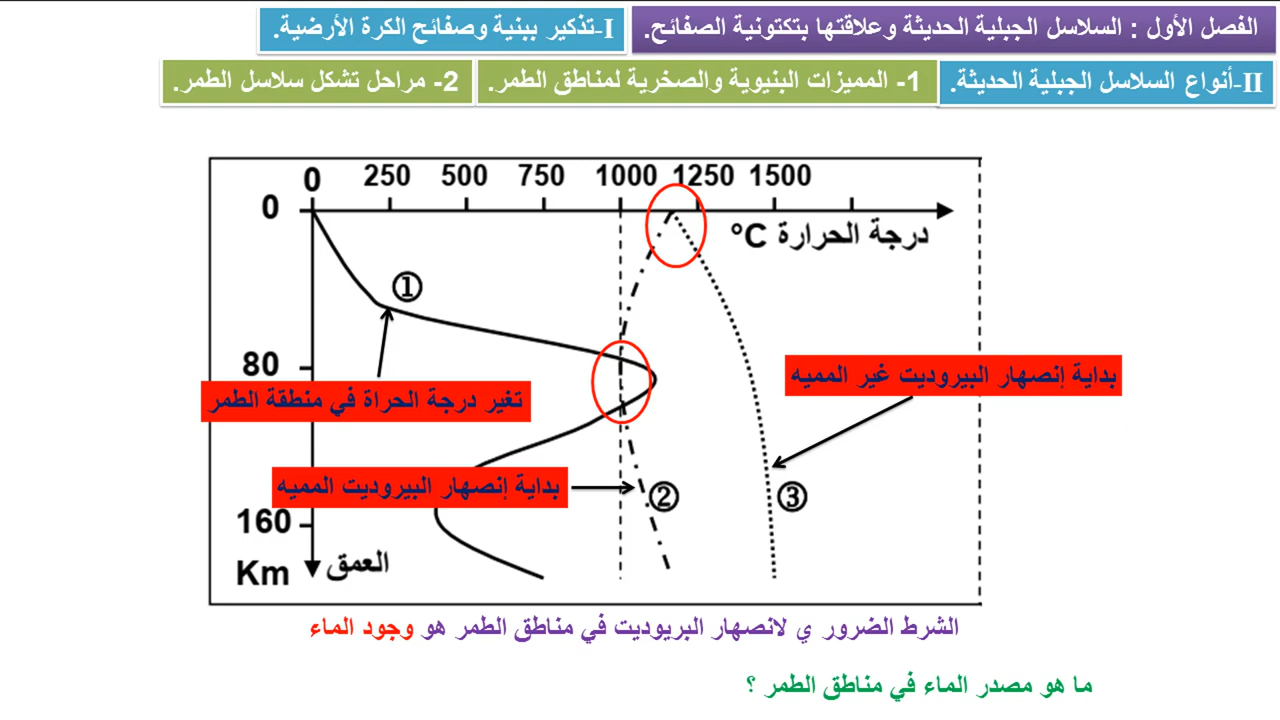 الفصل الأول : السلاسل الجبلية الحديثة وعلاقتها بتكتونية الصفائح.
I-تذكير ببنية وصفائح الكرة الأرضية.
II-أنواع السلاسل الجبلية الحديثة.
1- المميزات البنيوية والصخرية لمناطق الطمر.
2- مراحل تشكل سلاسل الطمر.
0 250 500 750 1000 1250 1500
0
درجة الحرارة °C
①
80
بداية إنصهار البيروديت غير المميه
تغير درجة الحراة في منطقة الطمر
بداية إنصهار البيروديت المميه
②
③
160
Km
العمق
الشرط الضرور ي لانصهار البريوديت في مناطق الطمر هو وجود الماء
ما هو مصدر الماء في مناطق الطمر ؟